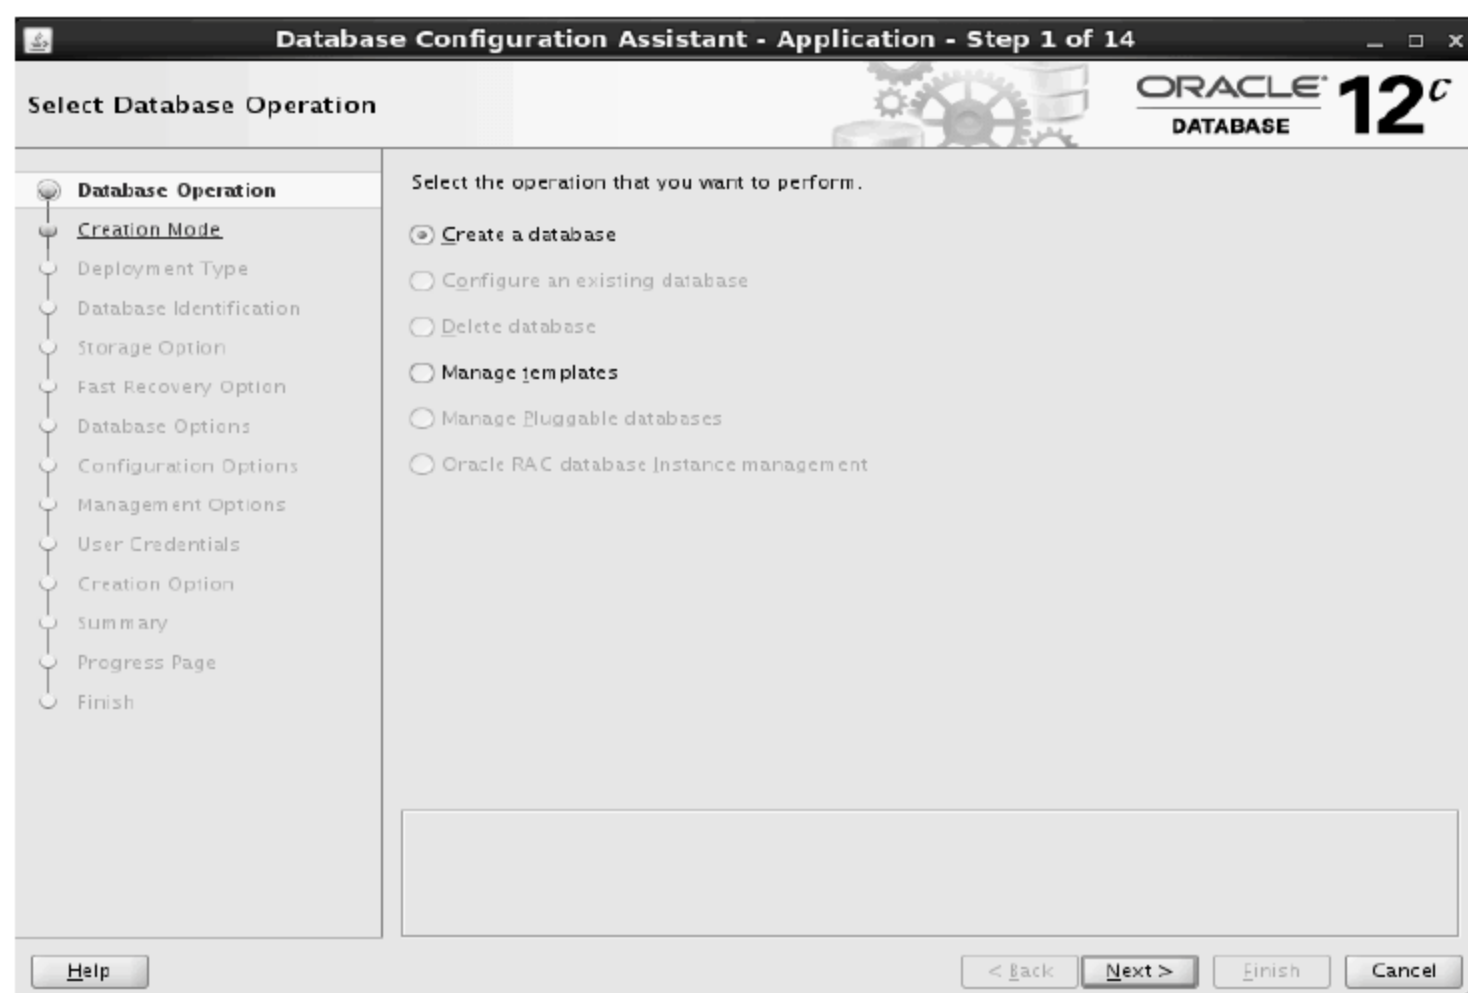 Database Configuration Assistant - Application - Step 1 of 14
Select Database Operation
ORACLE
DATABASE
12c
Database Operation
Creation Mode
Deployment Type
Database Identification
Storage Option
Fast Recovery Option
Database Options
Configuration Options
Management Options
User Credentials
Creation Option
Summary
Progress Page
Finish
Select the operation that you want to perform.
Create a database
Configure an existing database
Delete database
Manage templates
Manage Pluggable databases
Oracle RAC database Instance management
Help
< Back
Next >
Finish
Cancel